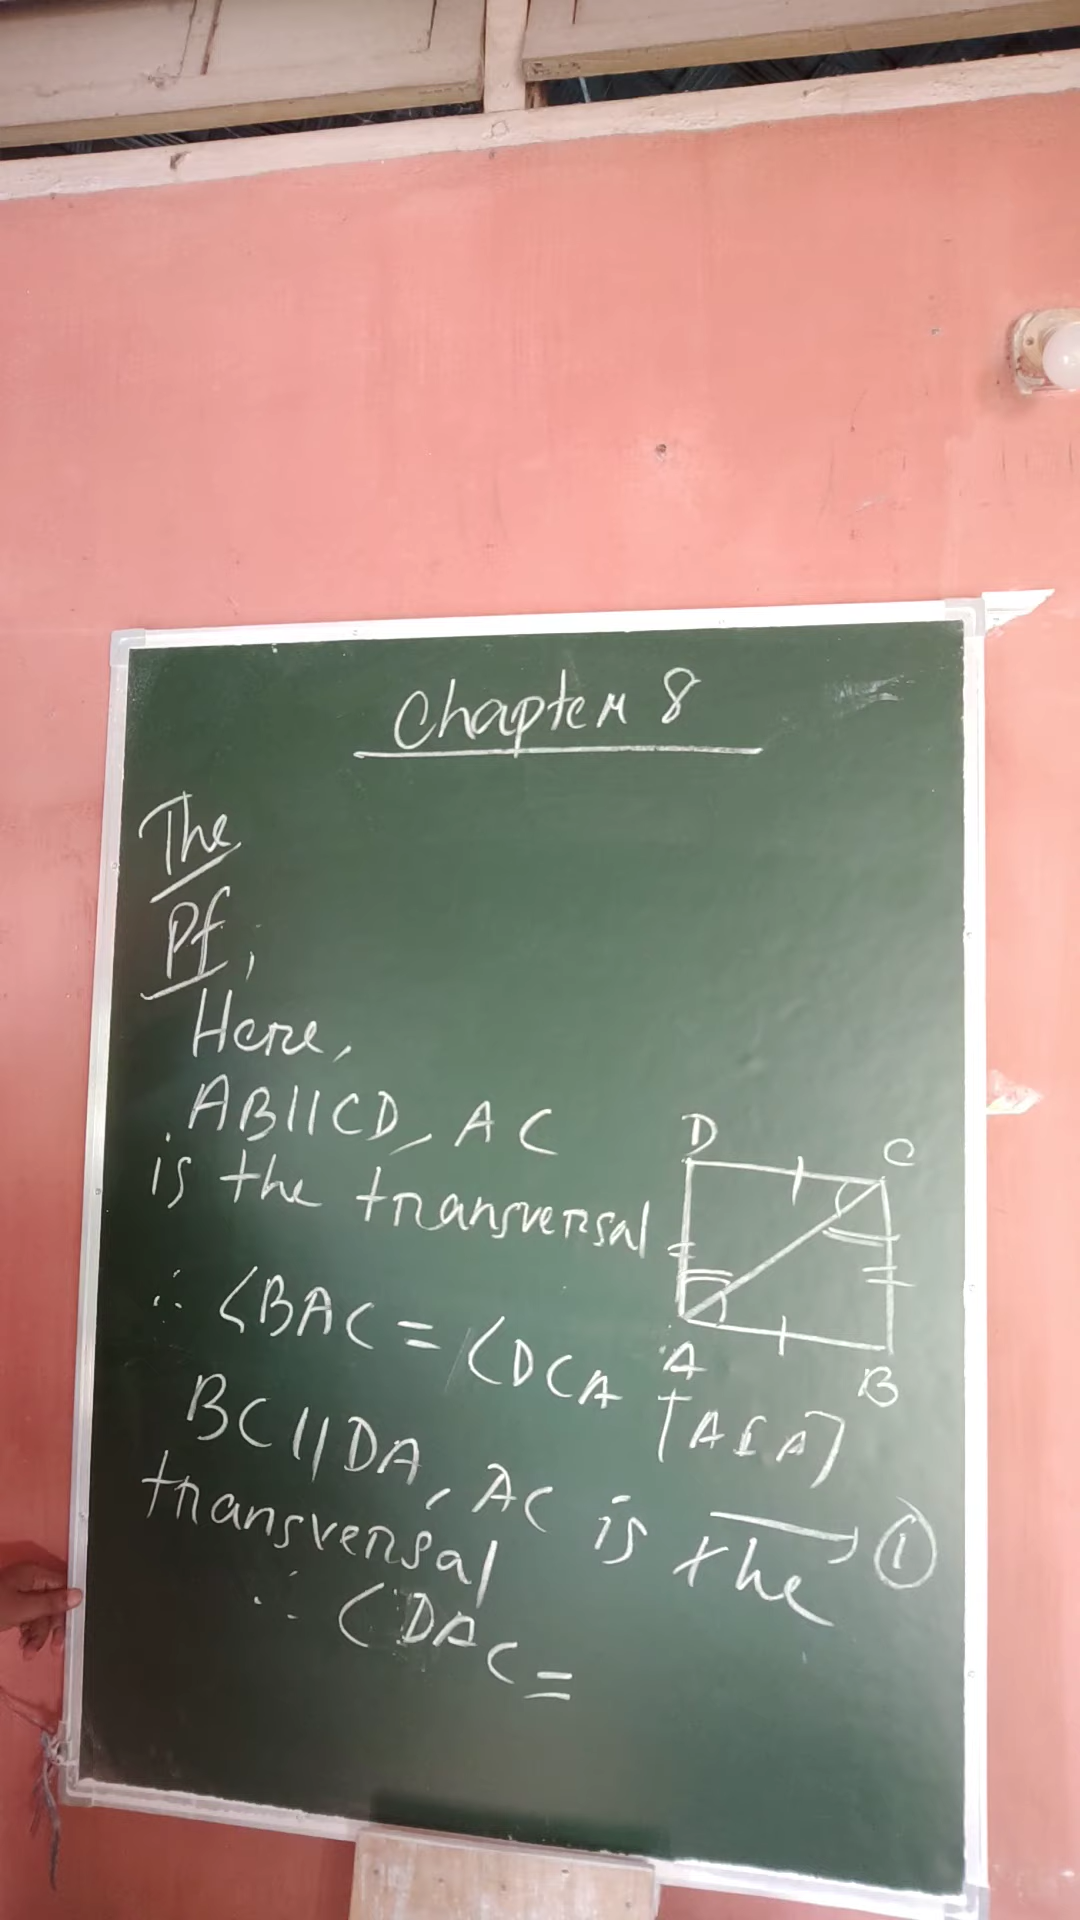 Chapter 8
The
Pf,
Here,
AB||CD, AC
is the transversal
∴ ∠BAC = ∠DCA [AIA]
→ ①
BC||DA, AC is the
transversal
∴ ∠DAC =
D
C
A
B